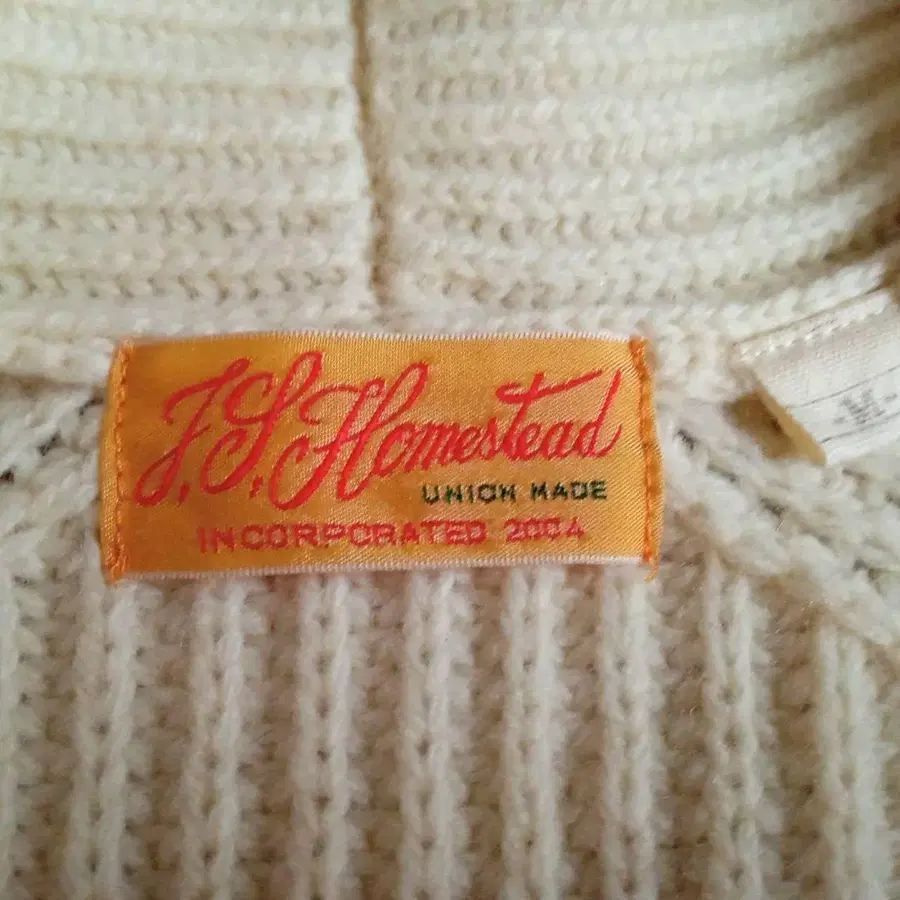 J.S. Homestead
UNION MADE
INCORPORATED 2004